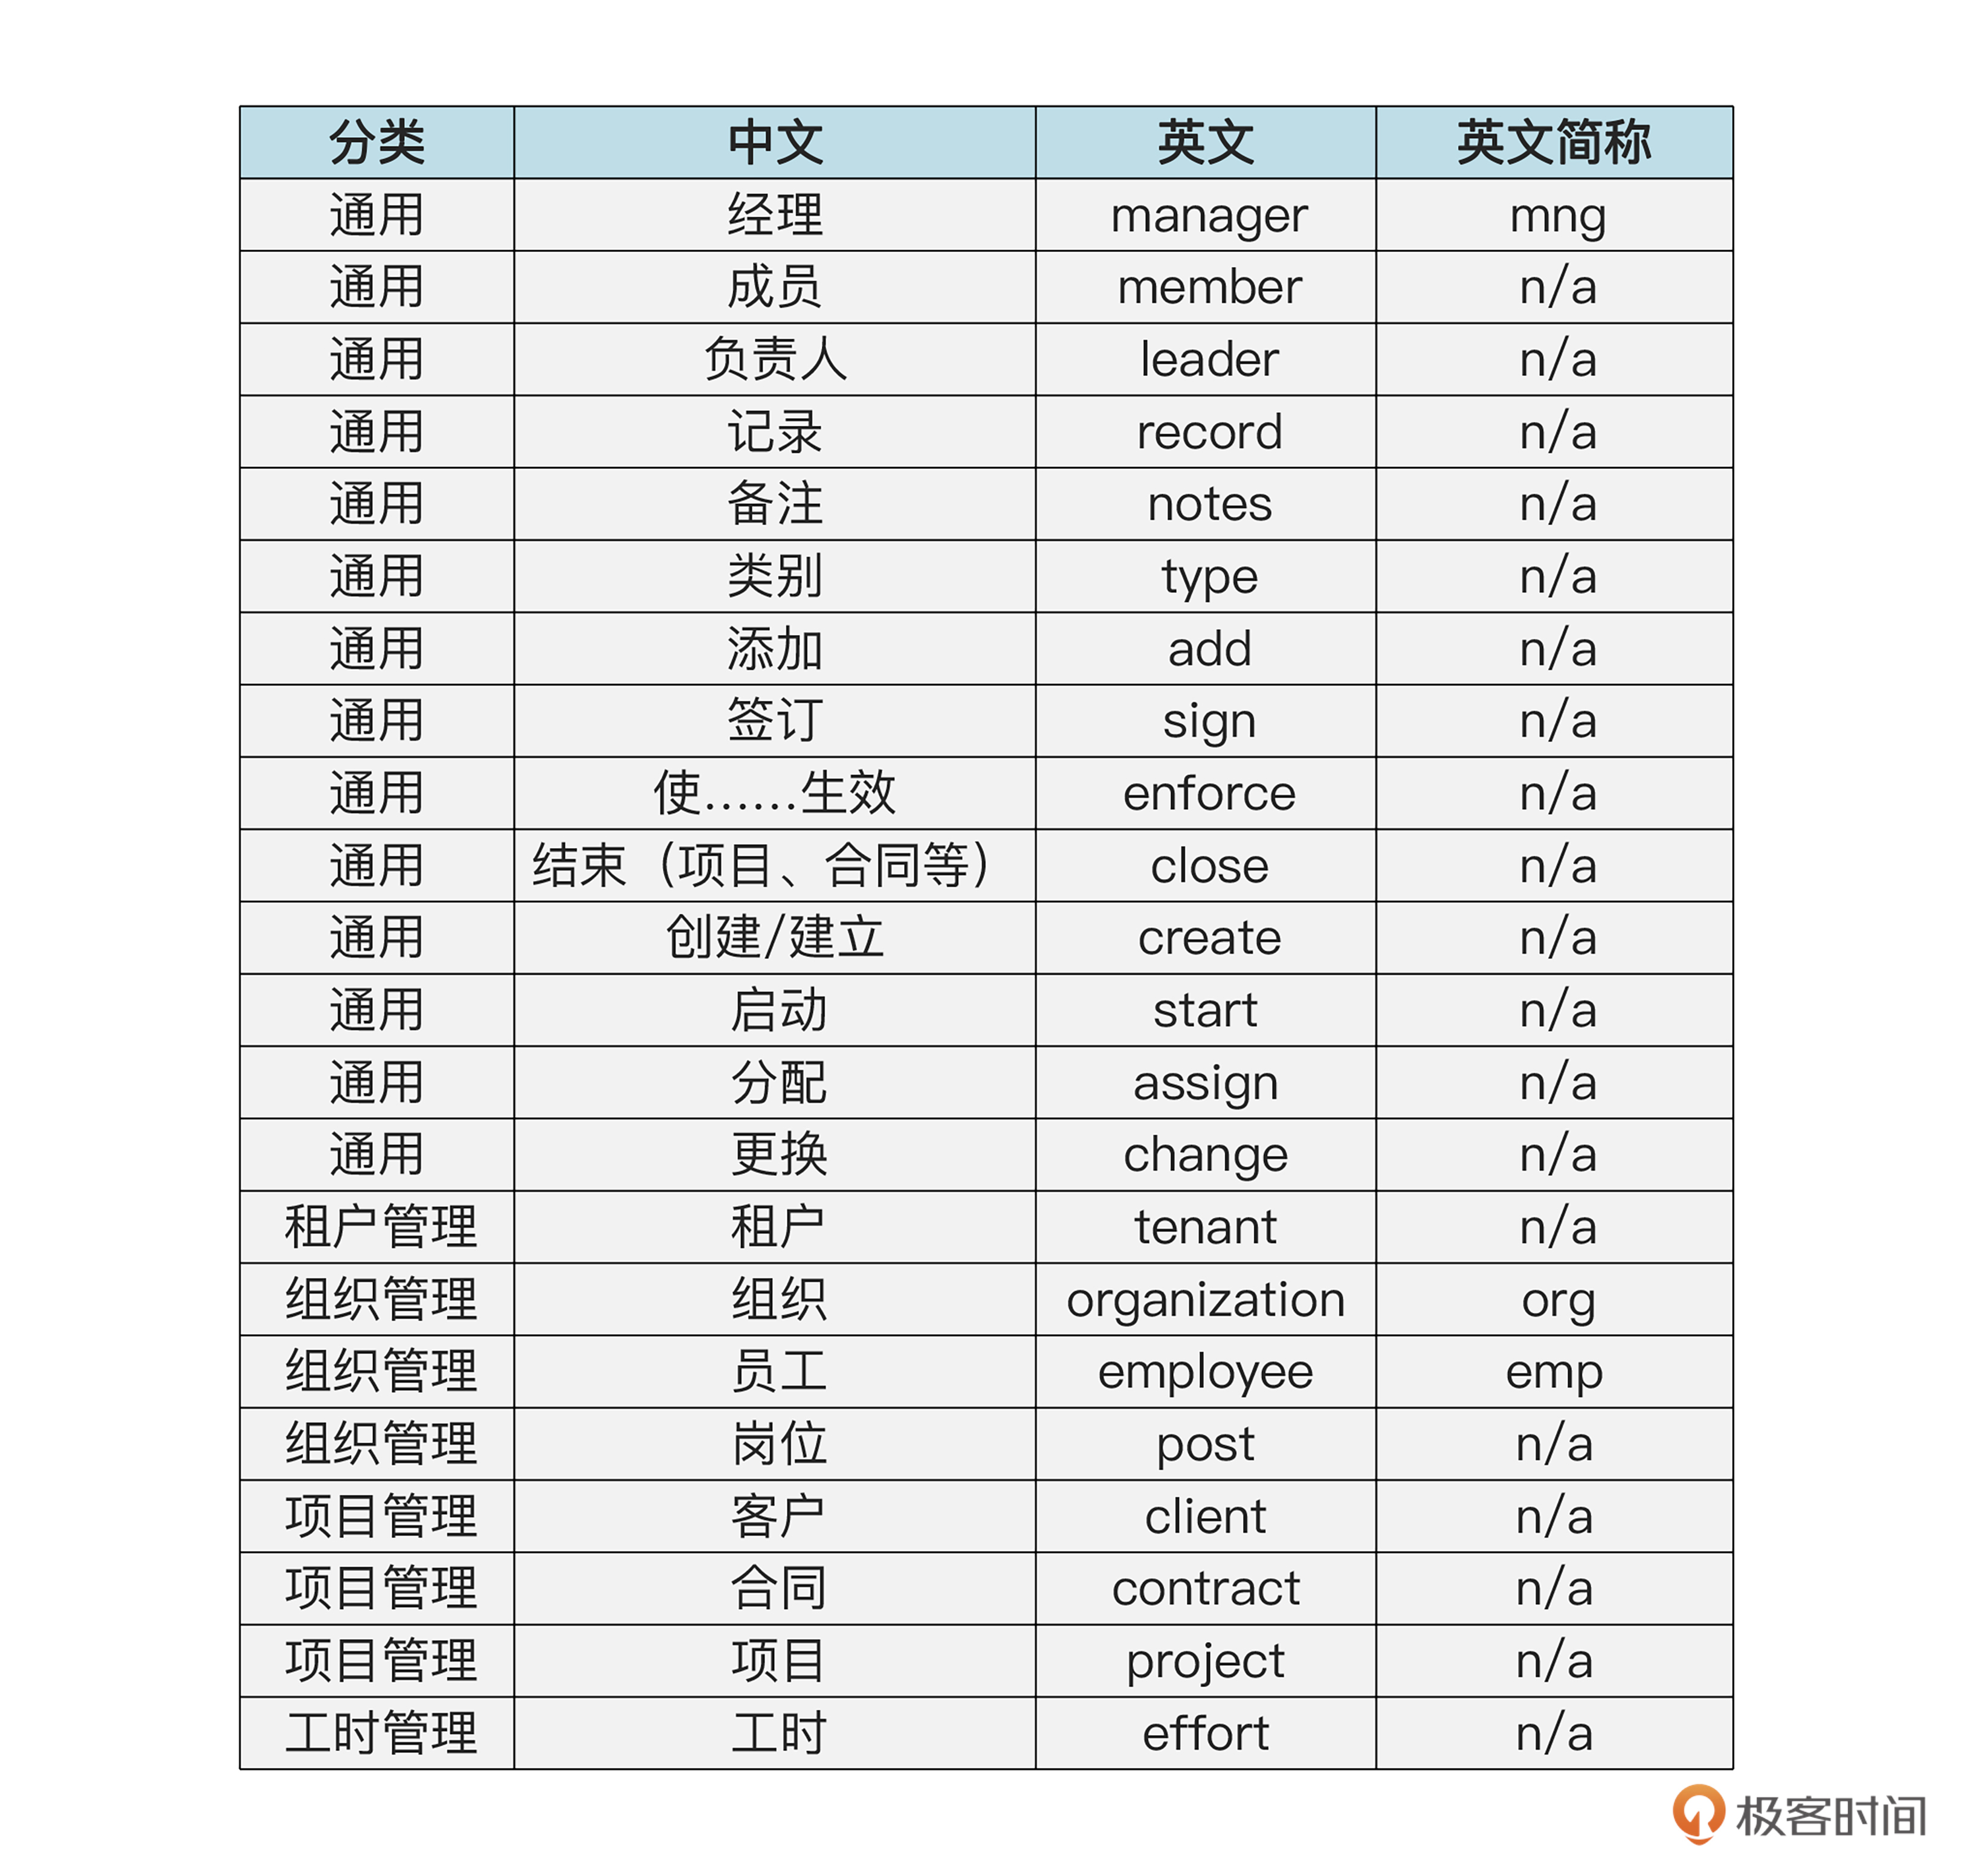 分类 中文 英文 英文简称
通用 经理 manager mng
通用 成员 member n/a
通用 负责人 leader n/a
通用 记录 record n/a
通用 备注 notes n/a
通用 类别 type n/a
通用 添加 add n/a
通用 签订 sign n/a
通用 使……生效 enforce n/a
通用 结束（项目、合同等） close n/a
通用 创建/建立 create n/a
通用 启动 start n/a
通用 分配 assign n/a
通用 更换 change n/a
租户管理 租户 tenant n/a
组织管理 组织 organization org
组织管理 员工 employee emp
组织管理 岗位 post n/a
项目管理 客户 client n/a
项目管理 合同 contract n/a
项目管理 项目 project n/a
工时管理 工时 effort n/a
极客时间